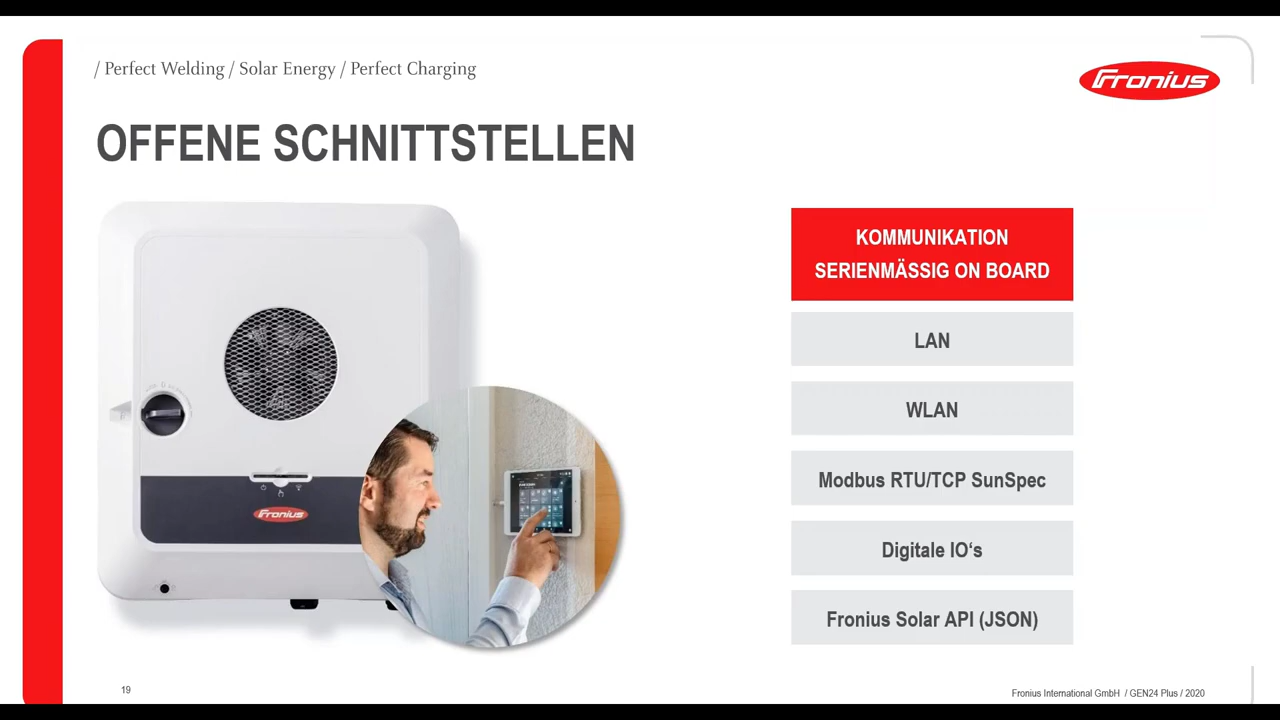 / Perfect Welding / Solar Energy / Perfect Charging
Fronius
OFFENE SCHNITTSTELLEN
KOMMUNIKATION
SERIENMÄSSIG ON BOARD
LAN
WLAN
Modbus RTU/TCP SunSpec
Digitale IO‘s
Fronius Solar API (JSON)
Fronius
19
Fronius International GmbH / GEN24 Plus / 2020